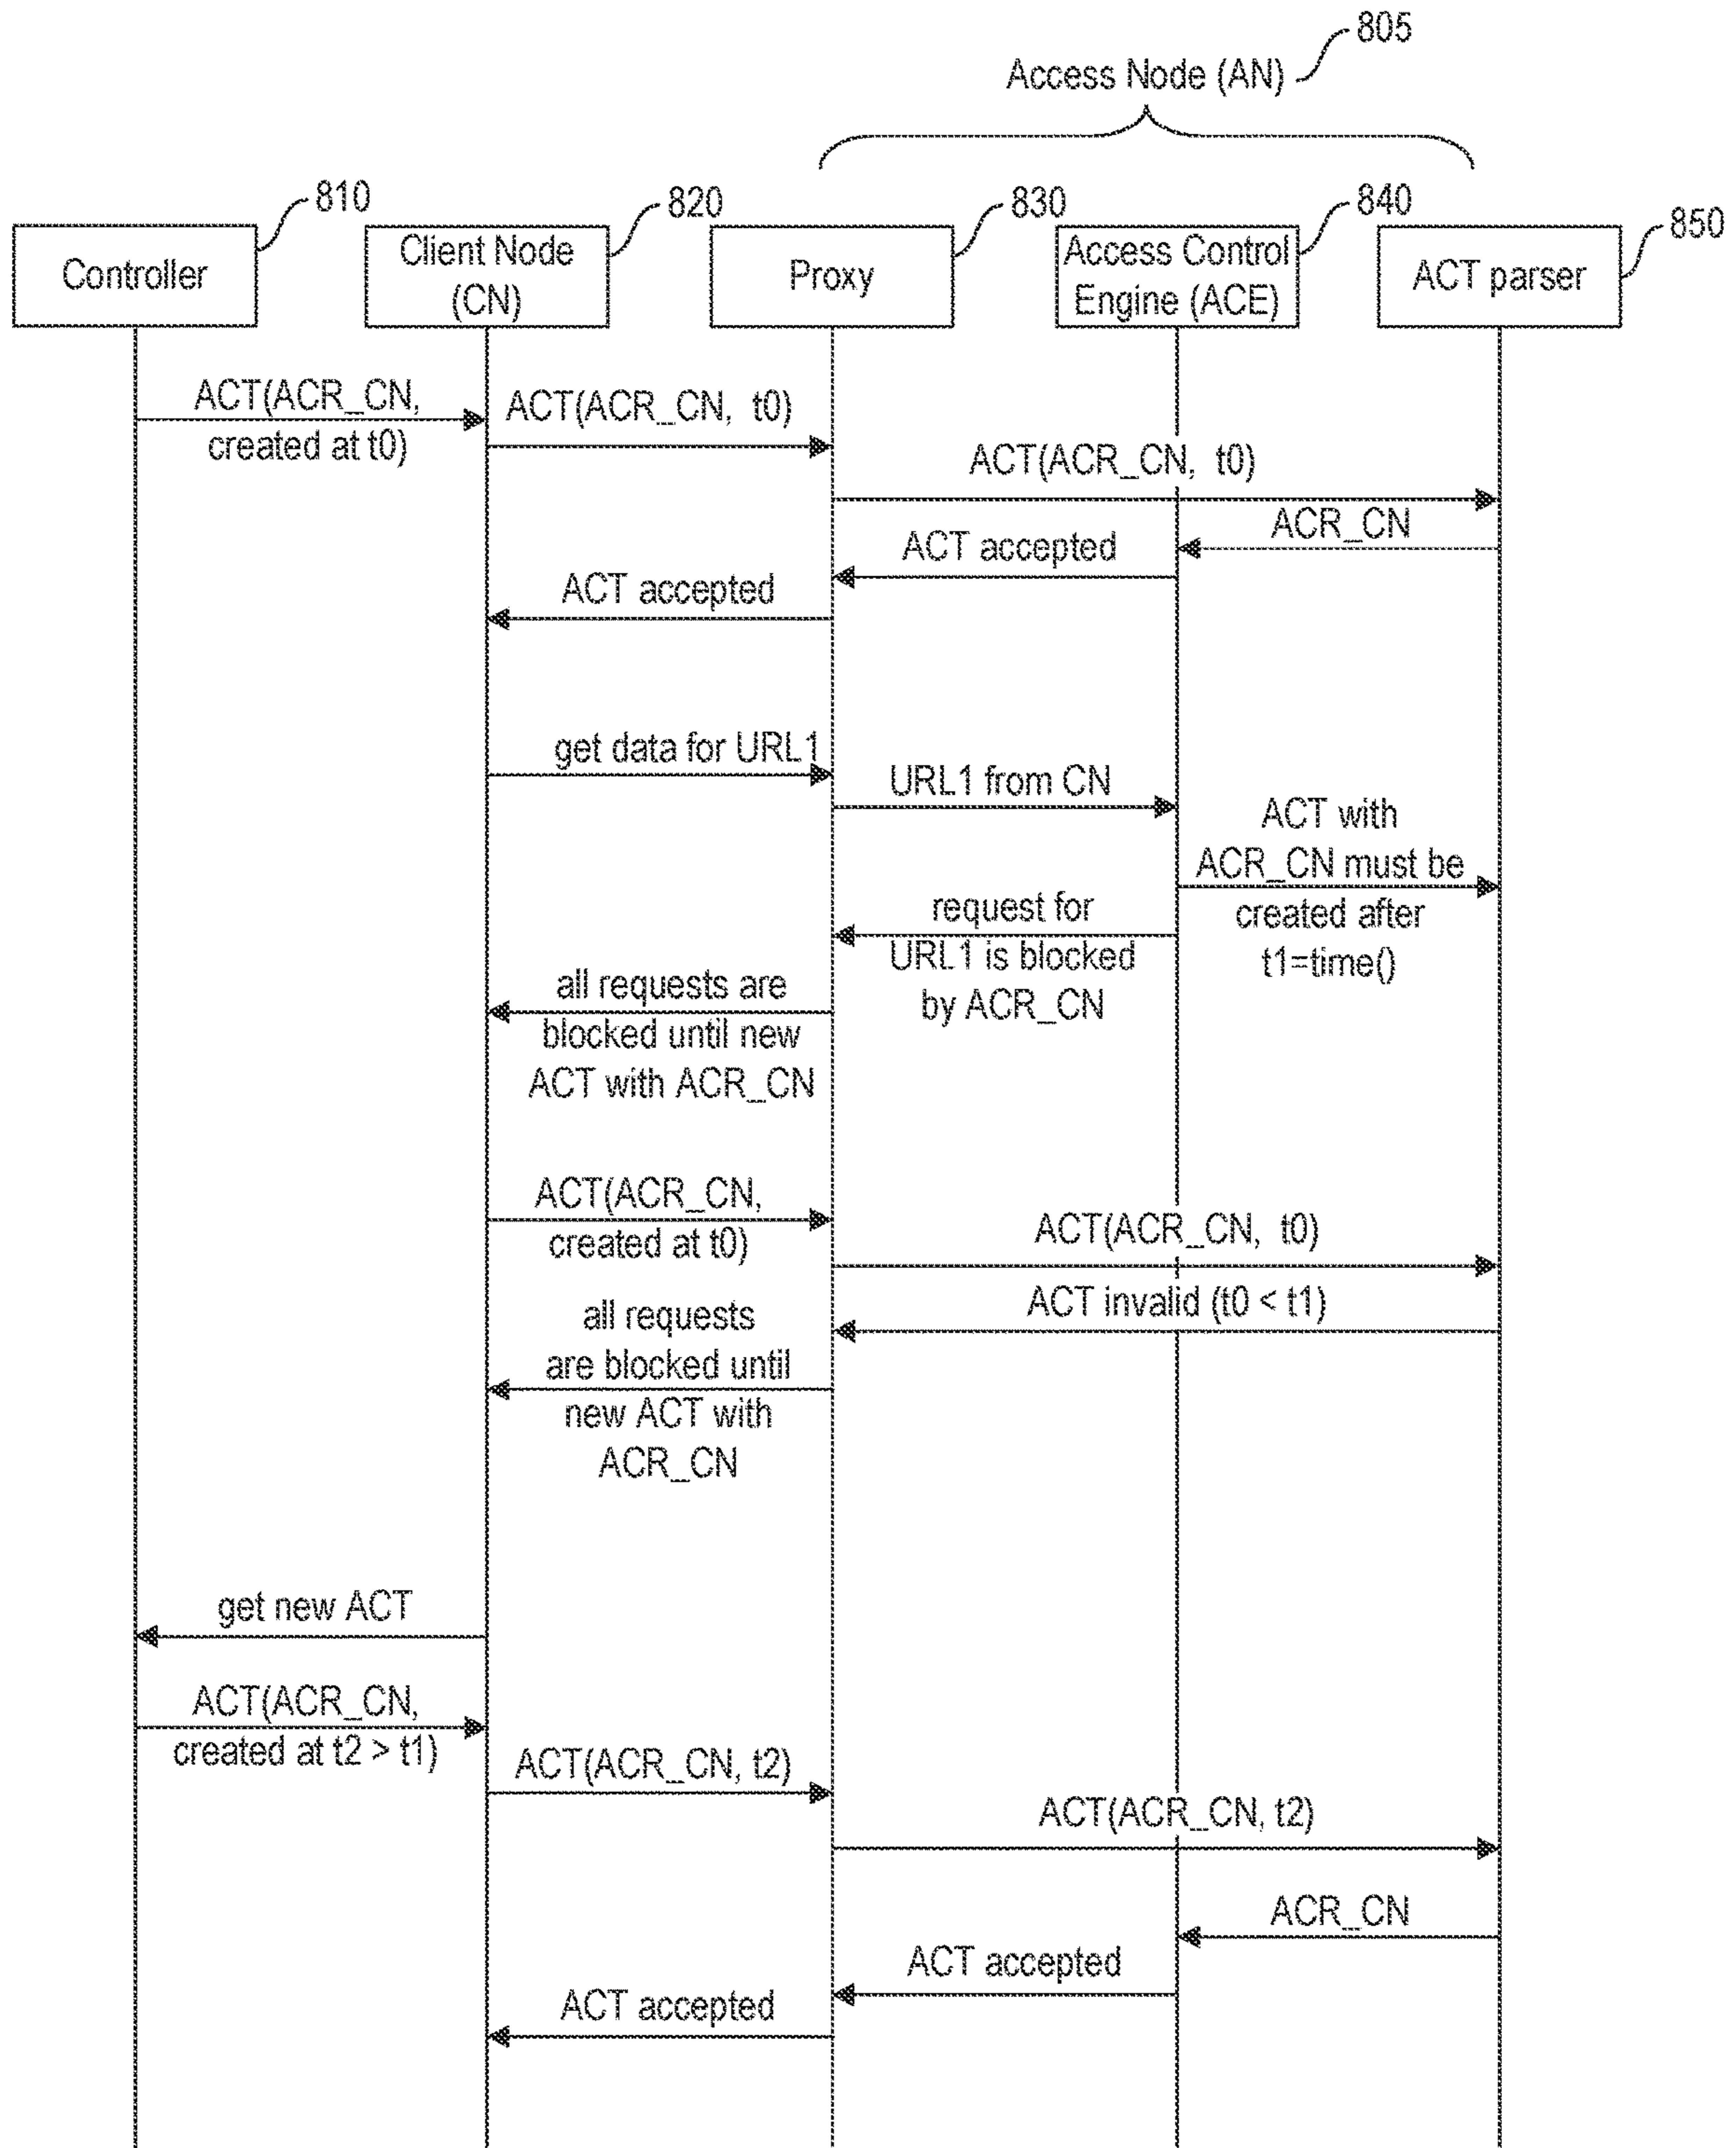 805
Access Node (AN)
810
820
830
840
850
Controller
Client Node
(CN)
Proxy
Access Control
Engine (ACE)
ACT parser
ACT(ACR_CN,
created at t0)
ACT(ACR_CN, t0)
ACT(ACR_CN, t0)
ACR_CN
ACT accepted
ACT accepted
get data for URL1
URL1 from CN
ACT with
ACR_CN must be
created after
t1=time()
request for
URL1 is blocked
by ACR_CN
all requests are
blocked until new
ACT with ACR_CN
ACT(ACR_CN,
created at t0)
ACT(ACR_CN, t0)
ACT invalid (t0 < t1)
all requests
are blocked until
new ACT with
ACR_CN
get new ACT
ACT(ACR_CN,
created at t2 > t1)
ACT(ACR_CN, t2)
ACT(ACR_CN, t2)
ACR_CN
ACT accepted
ACT accepted